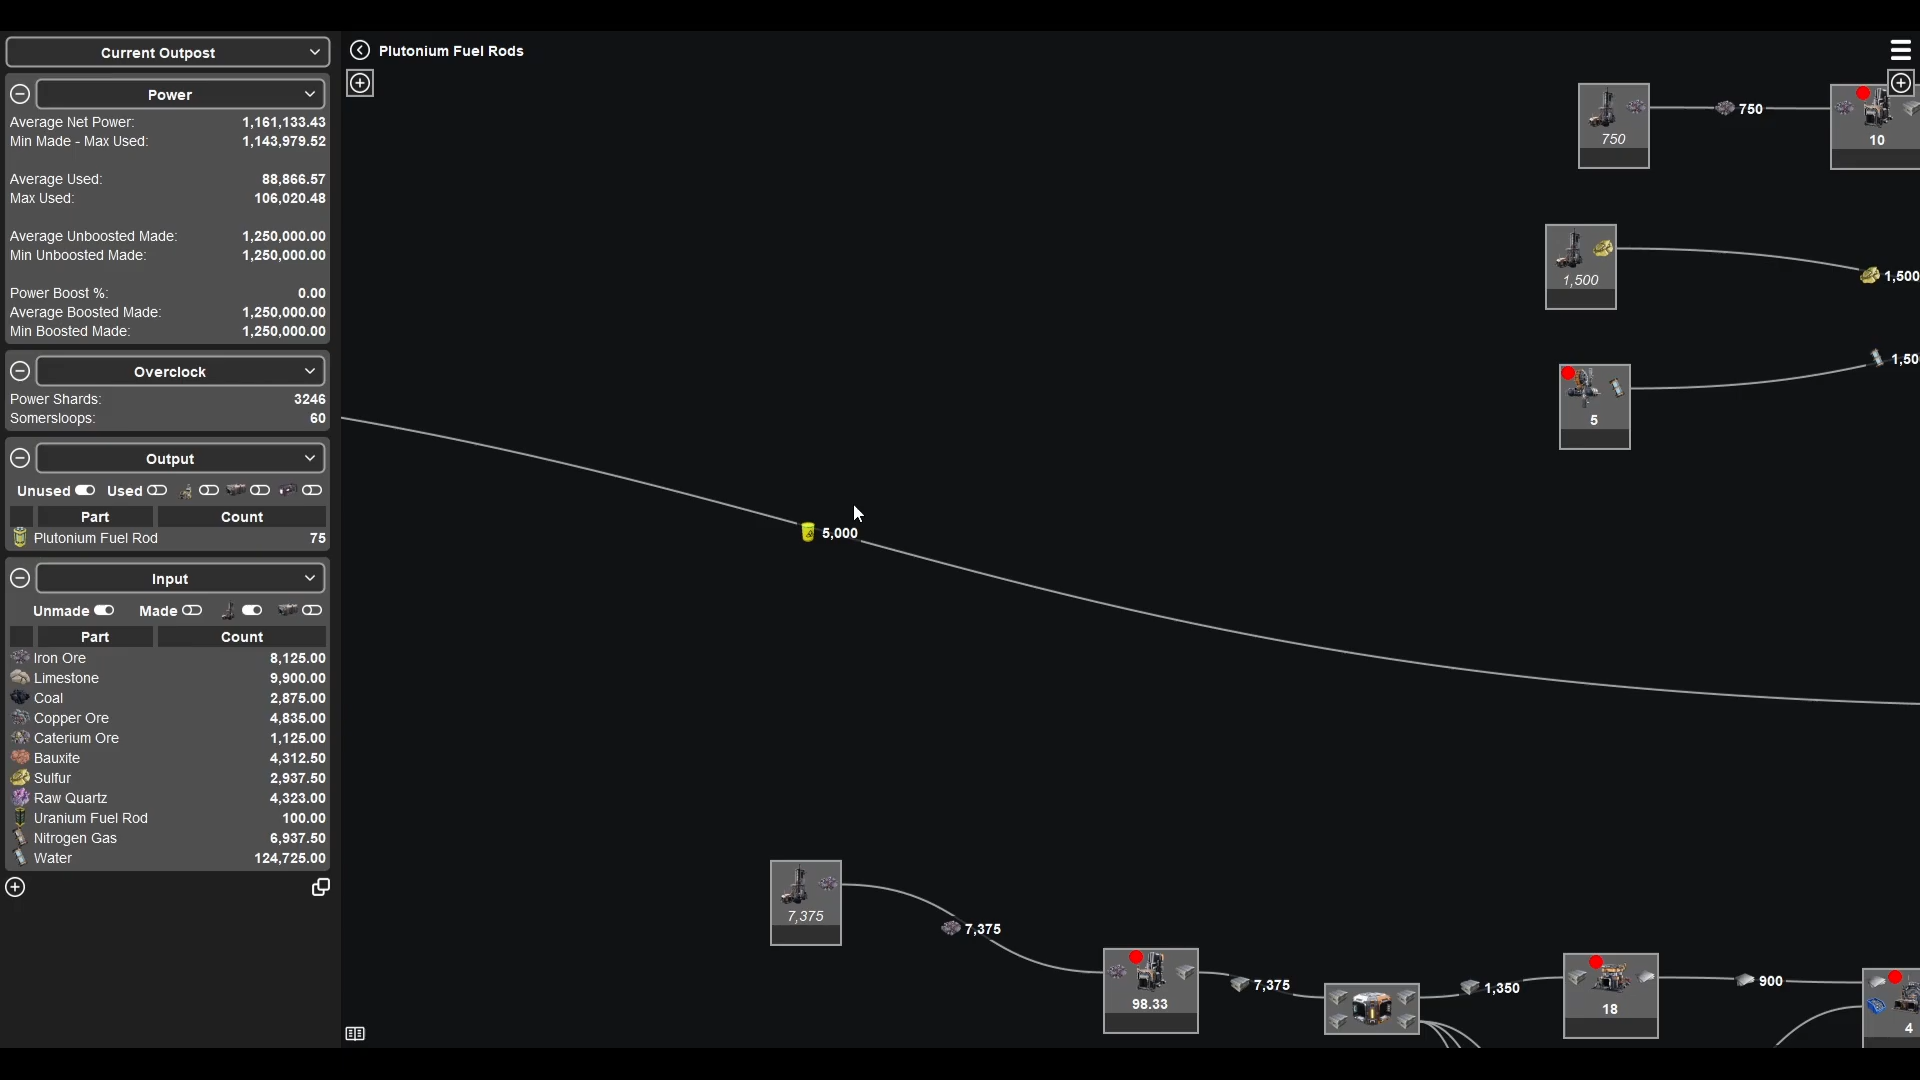 Current Outpost
Power
Average Net Power: 1,161,133.43
Min Made - Max Used: 1,143,979.52
Average Used: 88,866.57
Max Used: 106,020.48
Average Unboosted Made: 1,250,000.00
Min Unboosted Made: 1,250,000.00
Power Boost %: 0.00
Average Boosted Made: 1,250,000.00
Min Boosted Made: 1,250,000.00
Overclock
Power Shards: 3246
Somersloops: 60
Output
Unused Used
Part Count
Plutonium Fuel Rod 75
Input
Unmade Made
Part Count
Iron Ore 8,125.00
Limestone 9,900.00
Coal 2,875.00
Copper Ore 4,835.00
Caterium Ore 1,125.00
Bauxite 4,312.50
Sulfur 2,937.50
Raw Quartz 4,323.00
Uranium Fuel Rod 100.00
Nitrogen Gas 6,937.50
Water 124,725.00
Plutonium Fuel Rods
750
750
10
1,500
1,500
1,50
5
5,000
7,375
7,375
98.33
7,375
1,350
18
900
4